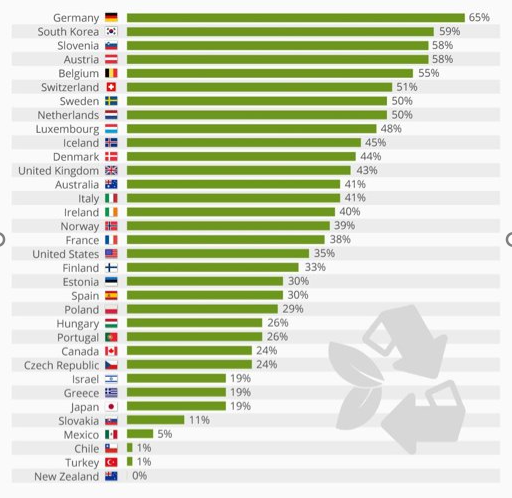 Germany 65%
South Korea 59%
Slovenia 58%
Austria 58%
Belgium 55%
Switzerland 51%
Sweden 50%
Netherlands 50%
Luxembourg 48%
Iceland 45%
Denmark 44%
United Kingdom 43%
Australia 41%
Italy 41%
Ireland 40%
Norway 39%
France 38%
United States 35%
Finland 33%
Estonia 30%
Spain 30%
Poland 29%
Hungary 26%
Portugal 26%
Canada 24%
Czech Republic 24%
Israel 19%
Greece 19%
Japan 19%
Slovakia 11%
Mexico 5%
Chile 1%
Turkey 1%
New Zealand 0%